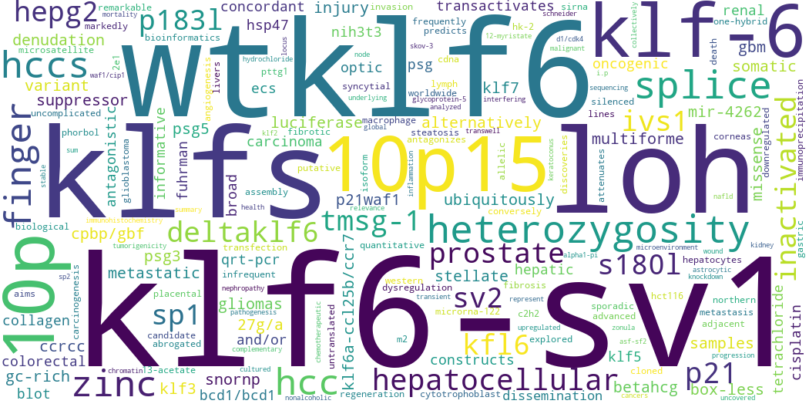 hepg2 remarkable mortality markedly p183l concordant hsp47 injury invasion transactivates sirna schneider klf-6
bioinformatics nih3t3 frequently predicts hk-2 12-myristate one-hybrid collectively renal
hccs denudation microsatellite 2e1 waf1/cip1 wtklf6 locus pttg1 hydrochloride node optic psg cdna skov-3 d1/cdk4 malignant oncogenic death gbm somatic
variant livers angiogenesis ecs syncytial underlying lymph worldwide klf7 glycoprotein-5 analyzed interfering i.p sequencing silenced splice
suppressor uncomplicated phorbol sum antagonistic glioblastoma informative psg5 luciferase klf2 fibrotic macrophage global steatosis transwell alternatively antagonizes lines ivs1 mir-4262
finger stable biological fuhrman klfs carcinoma putative isoform inflammation 10p15 keratoconus discoveries allelic attenuates multiforme corneas loh missense downregulated inactivated immunoprecipitation
broad assembly health p21waf1 relevance conversely ubiquitously nafld gastric
10p immunohistochemistry summary cpbp/gbf deltaklf6 tmsg-1 heterozygosity
aims sp2 carcinogenesis tumorigenicity psg3 transfection qrt-pcr quantitative prostate alpha1-pi microenvironment wound kidney
metastatic infrequent hepatic stellate s180l hepatocytes astrocytic knockdown
collagen placental nephropathy gliomas klf6-sv1 untranslated chemotherapeutic klf6a-ccl25b/ccr7 western dysregulation fibrosis represent sv2 hct116 sporadic advanced northern metastasis tetrachloride cisplatin
ccrcc candidate abrogated sp1 27g/a pathogenesis transient microrna-122 upregulated c2h2 explored zonula adjacent
colorectal and/or complementary m2 kfl6 constructs klf5 asf-sf2 samples progression
gc-rich chromatin 13-acetate snornp cultured hcc hepatocellular cloned cancers p21
blot zinc klf3 bcd1/bcd1 nonalcoholic regeneration cytotrophoblast dissemination betahcg box-less uncovered